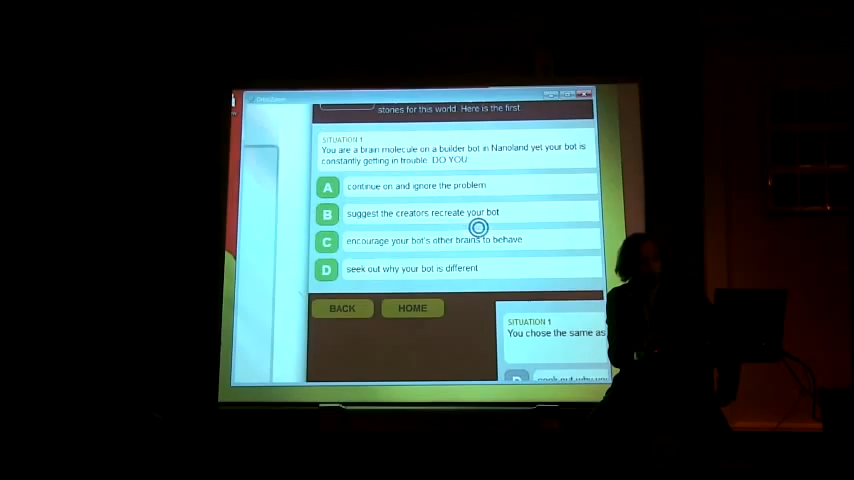 stories for this world. Here is the first.
SITUATION 1
You are a brain molecule on a builder bot in Nanoland yet your bot is
constantly getting in trouble. DO YOU
A continue on and ignore the problem
B suggest the creators recreate your bot
C encourage your bot's other brains to behave
D seek out why your bot is different
BACK HOME
SITUATION 1
You chose the same as
D seek out why